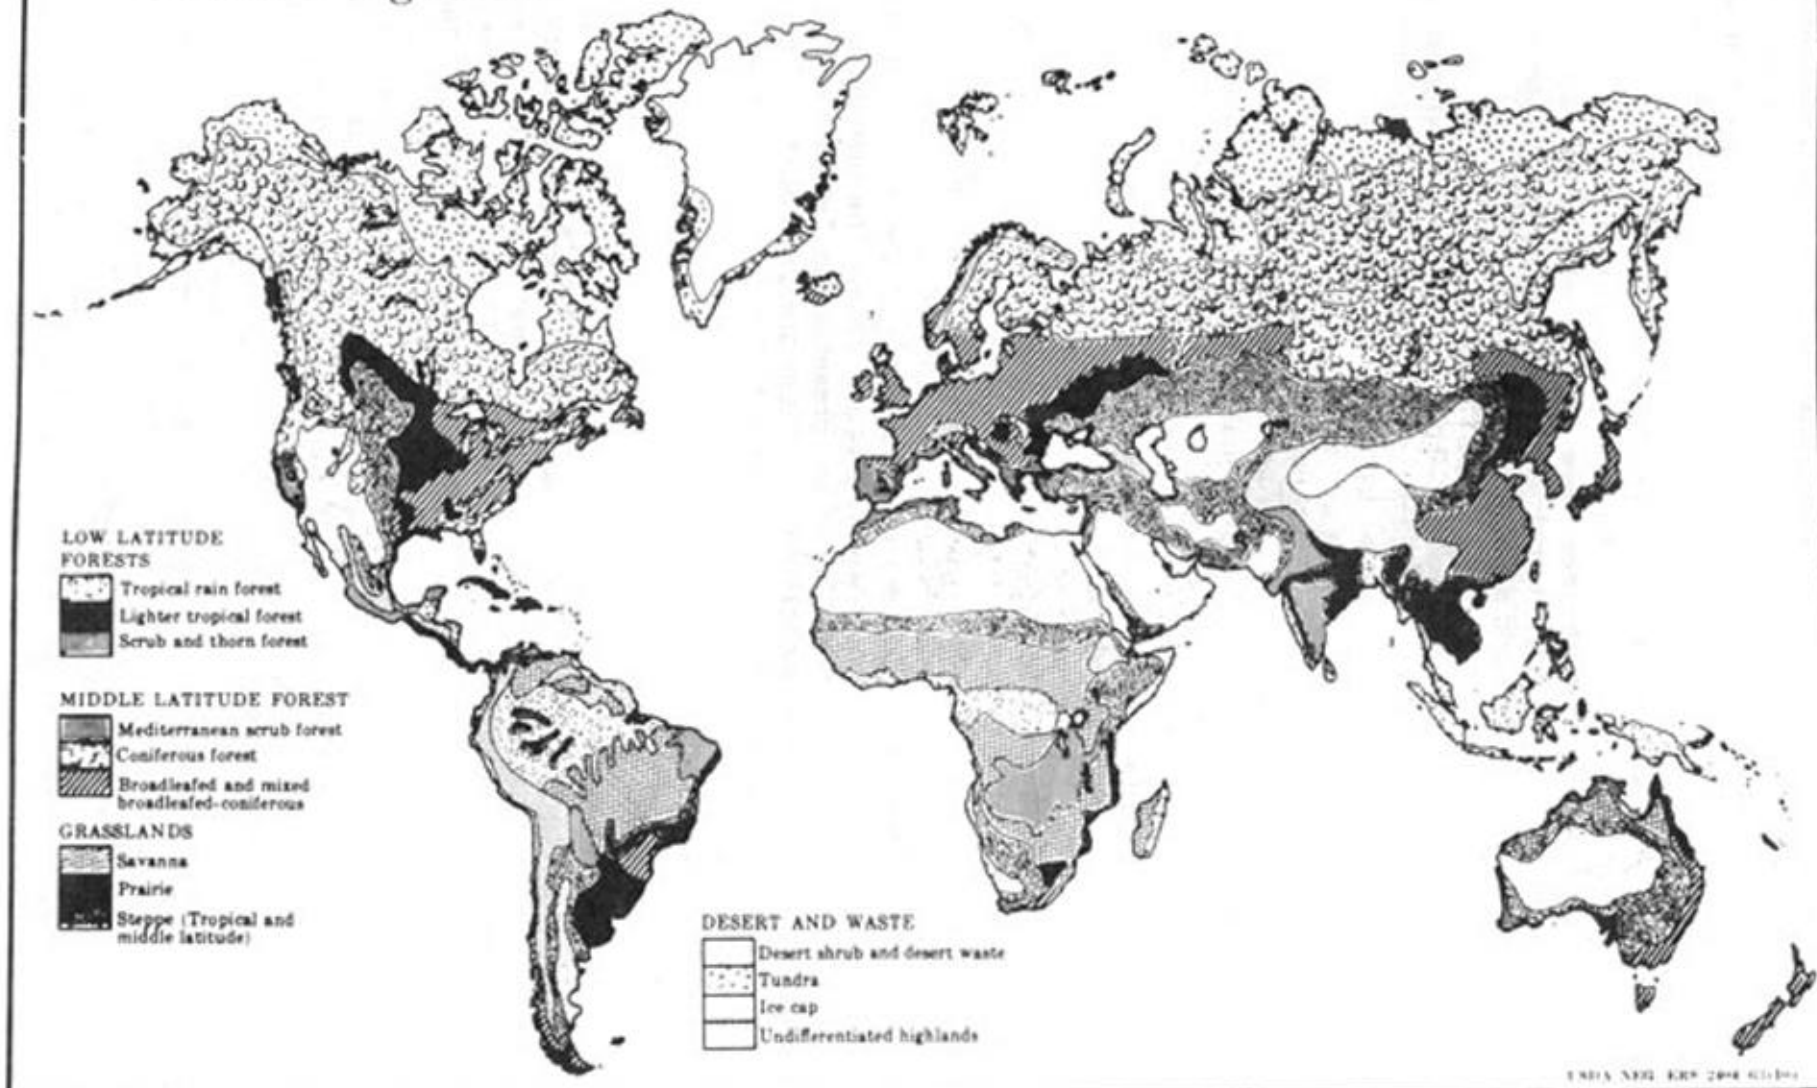 LOW LATITUDE
FORESTS
Tropical rain forest
Lighter tropical forest
Scrub and thorn forest
MIDDLE LATITUDE FOREST
Mediterranean scrub forest
Coniferous forest
Broadleafed and mixed
broadleafed-coniferous
GRASSLANDS
Savanna
Prairie
Steppe (Tropical and
middle latitude)
DESERT AND WASTE
Desert shrub and desert waste
Tundra
Ice cap
Undifferentiated highlands
USDA